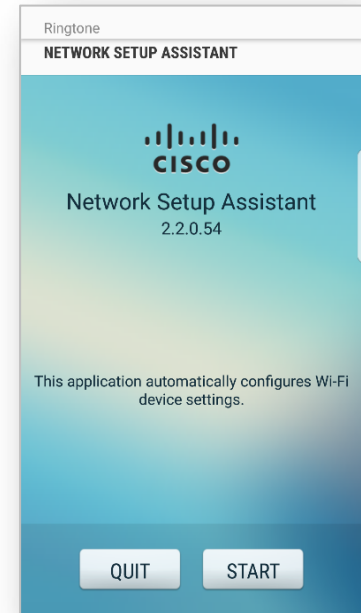 Ringtone
NETWORK SETUP ASSISTANT
CISCO
Network Setup Assistant
2.2.0.54
This application automatically configures Wi-Fi
device settings.
QUIT
START